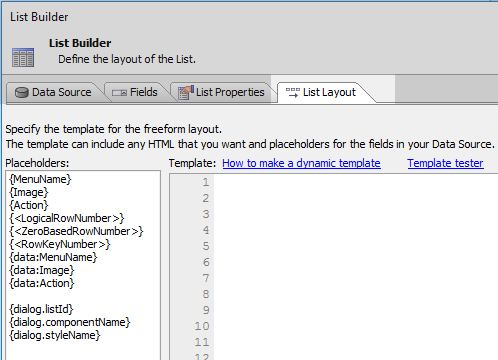 List Builder
List Builder
Define the layout of the List.
Data Source
Fields
List Properties
List Layout
Specify the template for the freeform layout.
The template can include any HTML that you want and placeholders for the fields in your Data Source.
Placeholders:
Template: How to make a dynamic template Template tester
{MenuName}
{Image}
{Action}
{<LogicalRowNumber>}
{<ZeroBasedRowNumber>}
{<RowKeyNumber>}
{data:MenuName}
{data:Image}
{data:Action}
{dialog.listId}
{dialog.componentName}
{dialog.styleName}
1
2
3
4
5
6
7
8
9
10
11
12